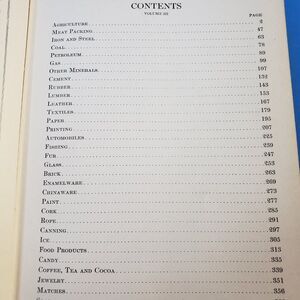 CONTENTS
VOLUME III
PAGE
AGRICULTURE 2
MEAT PACKING 47
IRON AND STEEL 63
COAL 78
PETROLEUM 89
GAS 99
OTHER MINERALS 107
CEMENT 132
RUBBER 143
LUMBER 153
LEATHER 167
TEXTILES 179
PAPER 195
PRINTING 207
AUTOMOBILES 225
FISHING 239
FUR 247
GLASS 253
BRICK 263
ENAMELWARE 269
CHINAWARE 273
PAINT 277
CORK 285
ROPE 291
CANNING 297
ICE 305
FOOD PRODUCTS 313
CANDY 335
COFFEE, TEA AND COCOA 339
JEWELRY 351
MATCHES 356